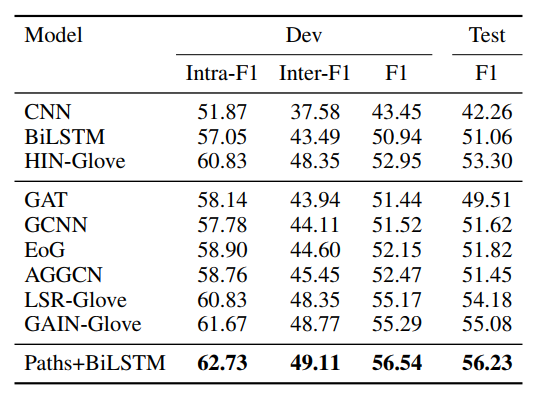 Model Dev Test
Intra-F1 Inter-F1 F1 F1
CNN 51.87 37.58 43.45 42.26
BiLSTM 57.05 43.49 50.94 51.06
HIN-Glove 60.83 48.35 52.95 53.30
GAT 58.14 43.94 51.44 49.51
GCNN 57.78 44.11 51.52 51.62
EoG 58.90 44.60 52.15 51.82
AGGCN 58.76 45.45 52.47 51.45
LSR-Glove 60.83 48.35 55.17 54.18
GAIN-Glove 61.67 48.77 55.29 55.08
Paths+BiLSTM 62.73 49.11 56.54 56.23